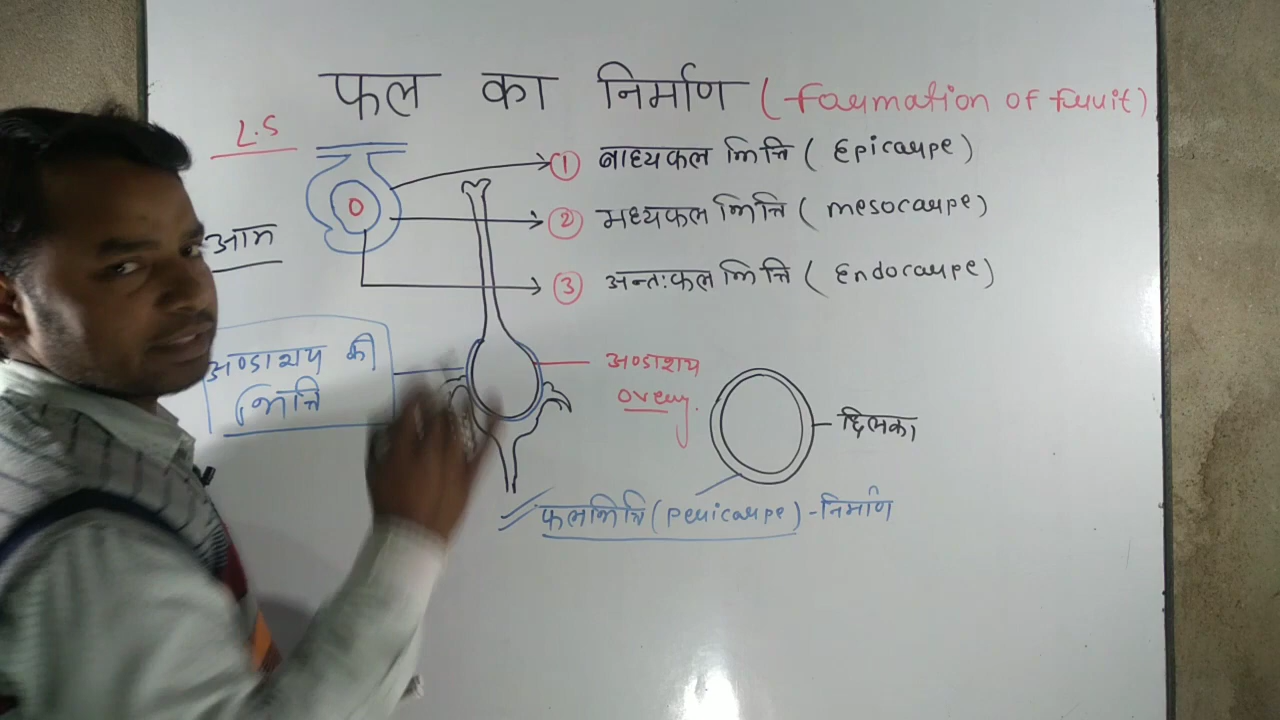 फल का निर्माण (formation of fruit)
L.S
① बाह्यफल भित्ति (Epicarpe)
② मध्यफल भित्ति (mesocarpe)
आम
③ अन्तःफल भित्ति (Endocarpe)
अण्डाशय की
भित्ति
अण्डाशय
overy.
छिलका
फलभित्ति (pericarpe) - निर्माण